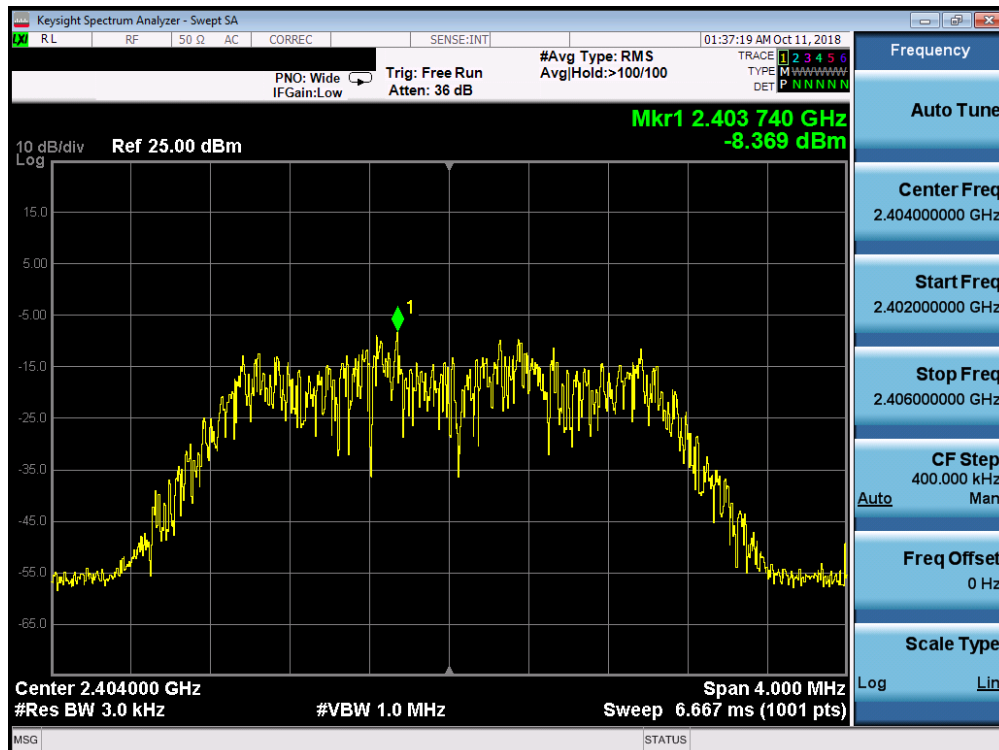 Keysight Spectrum Analyzer - Swept SA
LXI RL RF 50 Ω AC CORREC SENSE:INT 01:37:19 AM Oct 11, 2018
PNO: Wide
IFGain:Low
Trig: Free Run
Atten: 36 dB
#Avg Type: RMS
Avg|Hold:>100/100
TRACE 1 2 3 4 5 6
TYPE M WWWWW
DET P N N N N N
Mkr1 2.403 740 GHz
-8.369 dBm
10 dB/div Ref 25.00 dBm
Log
15.0
5.00
-5.00
-15.0
-25.0
-35.0
-45.0
-55.0
-65.0
1
Center 2.404000 GHz
Span 4.000 MHz
#Res BW 3.0 kHz
#VBW 1.0 MHz
Sweep 6.667 ms (1001 pts)
MSG
STATUS
Frequency
Auto Tune
Center Freq
2.404000000 GHz
Start Freq
2.402000000 GHz
Stop Freq
2.406000000 GHz
CF Step
400.000 kHz
Auto Man
Freq Offset
0 Hz
Scale Type
Log Lin